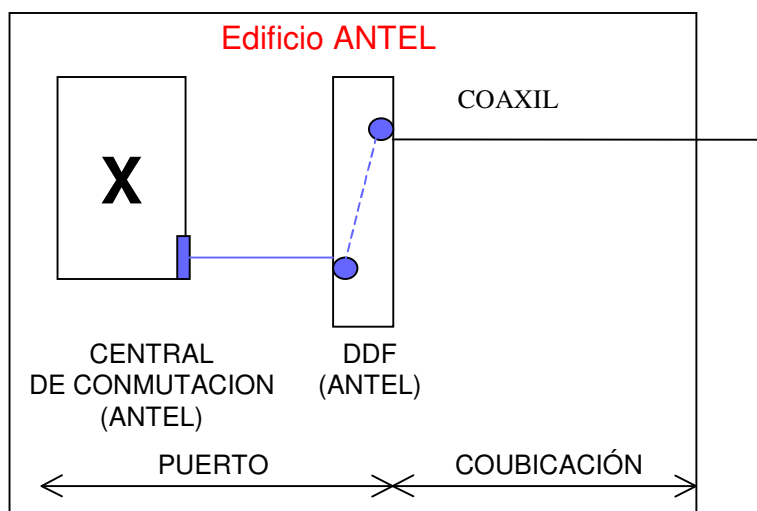 Edificio ANTEL
COAXIL
X
CENTRAL
DE CONMUTACION
(ANTEL)
DDF
(ANTEL)
PUERTO
COUBICACIÓN